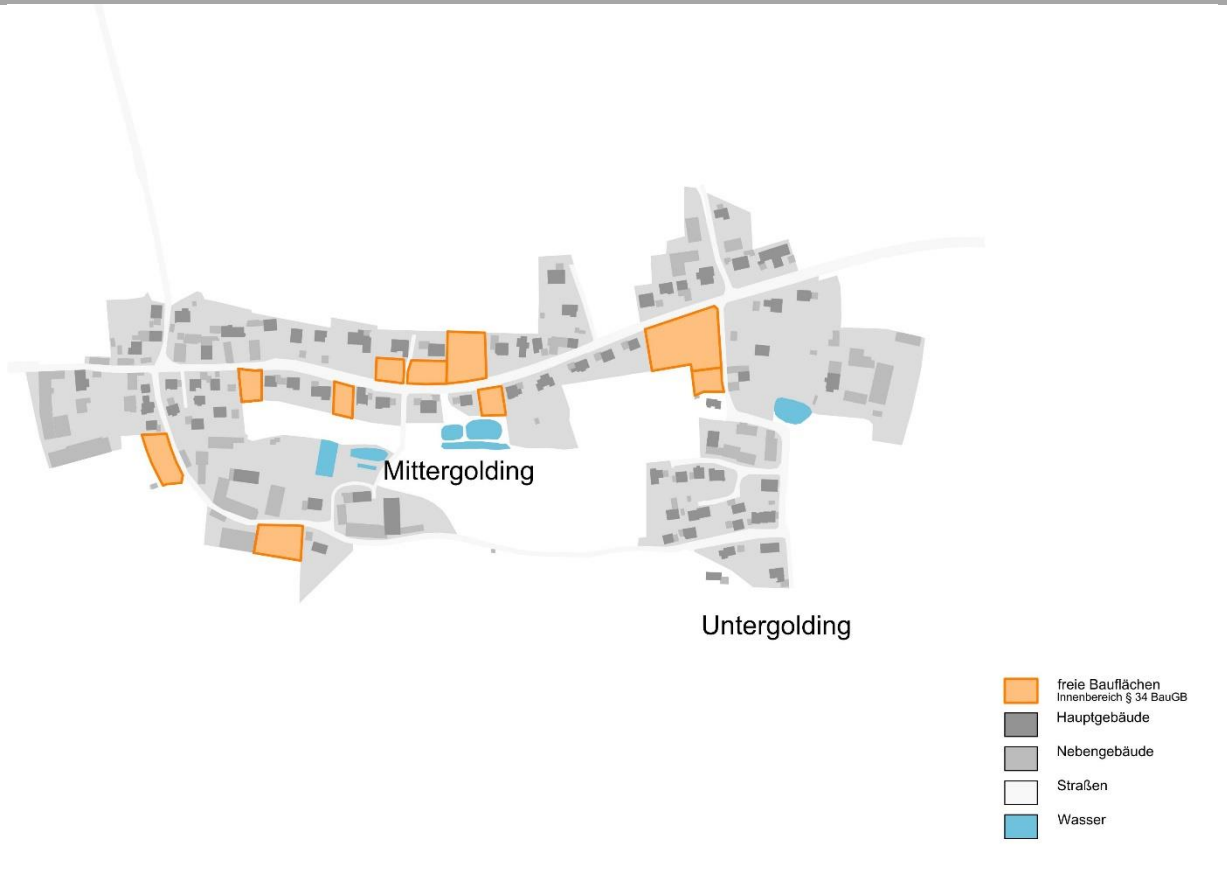 Mittergolding
Untergolding
freie Bauflächen
Innenbereich § 34 BauGB
Hauptgebäude
Nebengebäude
Straßen
Wasser